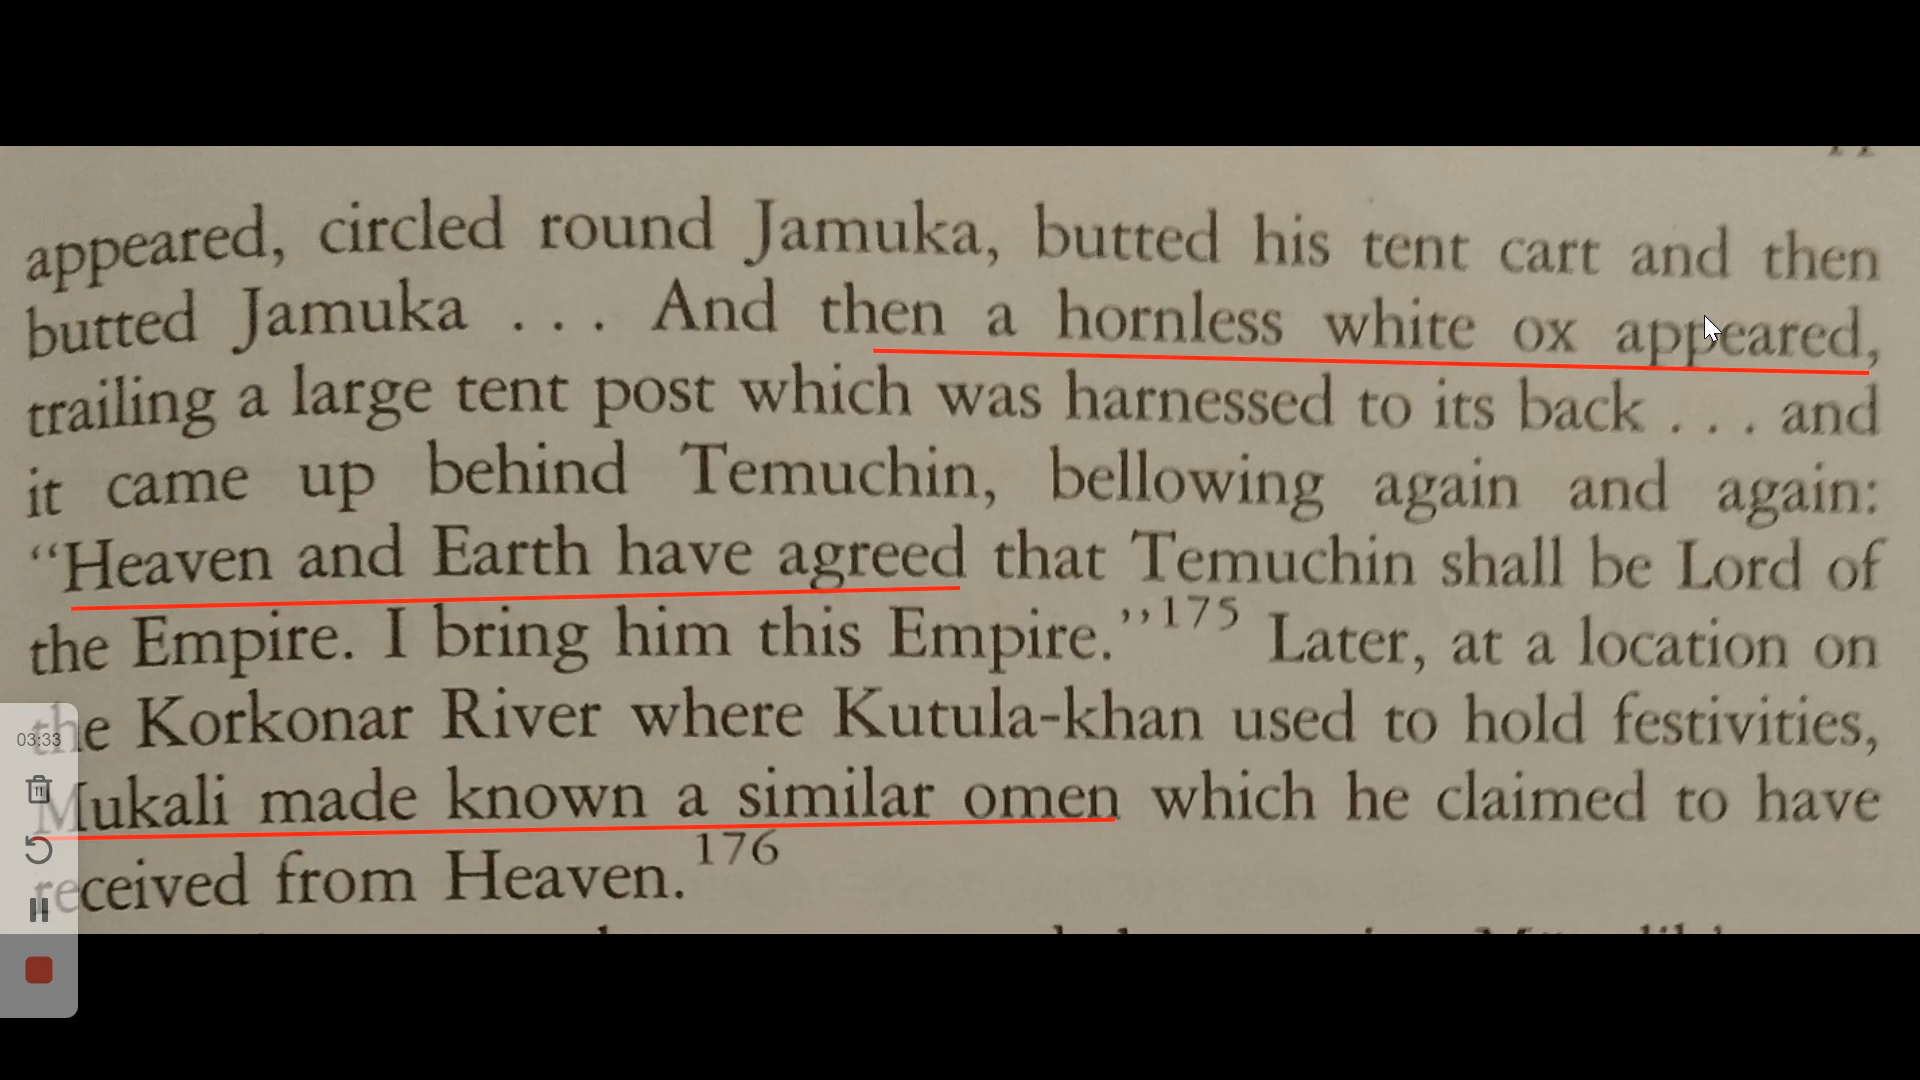 appeared, circled round Jamuka, butted his tent cart and then
butted Jamuka . . . And then a hornless white ox appeared,
trailing a large tent post which was harnessed to its back . . . and
it came up behind Temuchin, bellowing again and again:
“Heaven and Earth have agreed that Temuchin shall be Lord of
the Empire. I bring him this Empire.”175 Later, at a location on
the Korkonar River where Kutula-khan used to hold festivities,
Mukali made known a similar omen which he claimed to have
received from Heaven.176
03:33